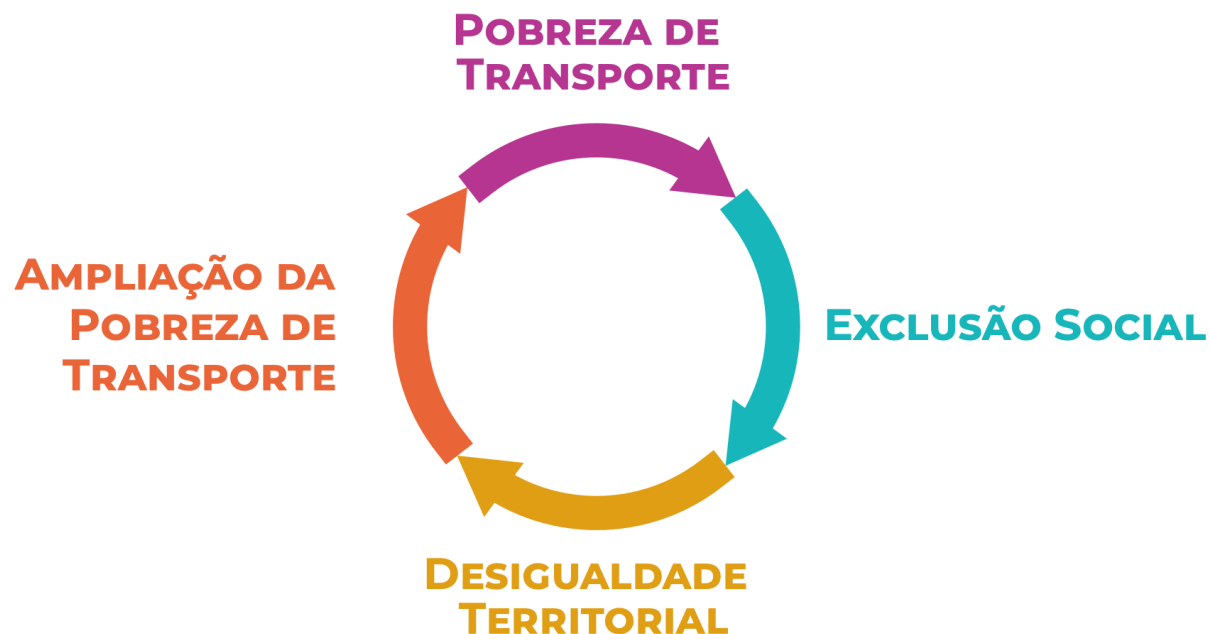 Pobreza de
Transporte
Exclusão Social
Desigualdade
Territorial
Ampliação da
Pobreza de
Transporte